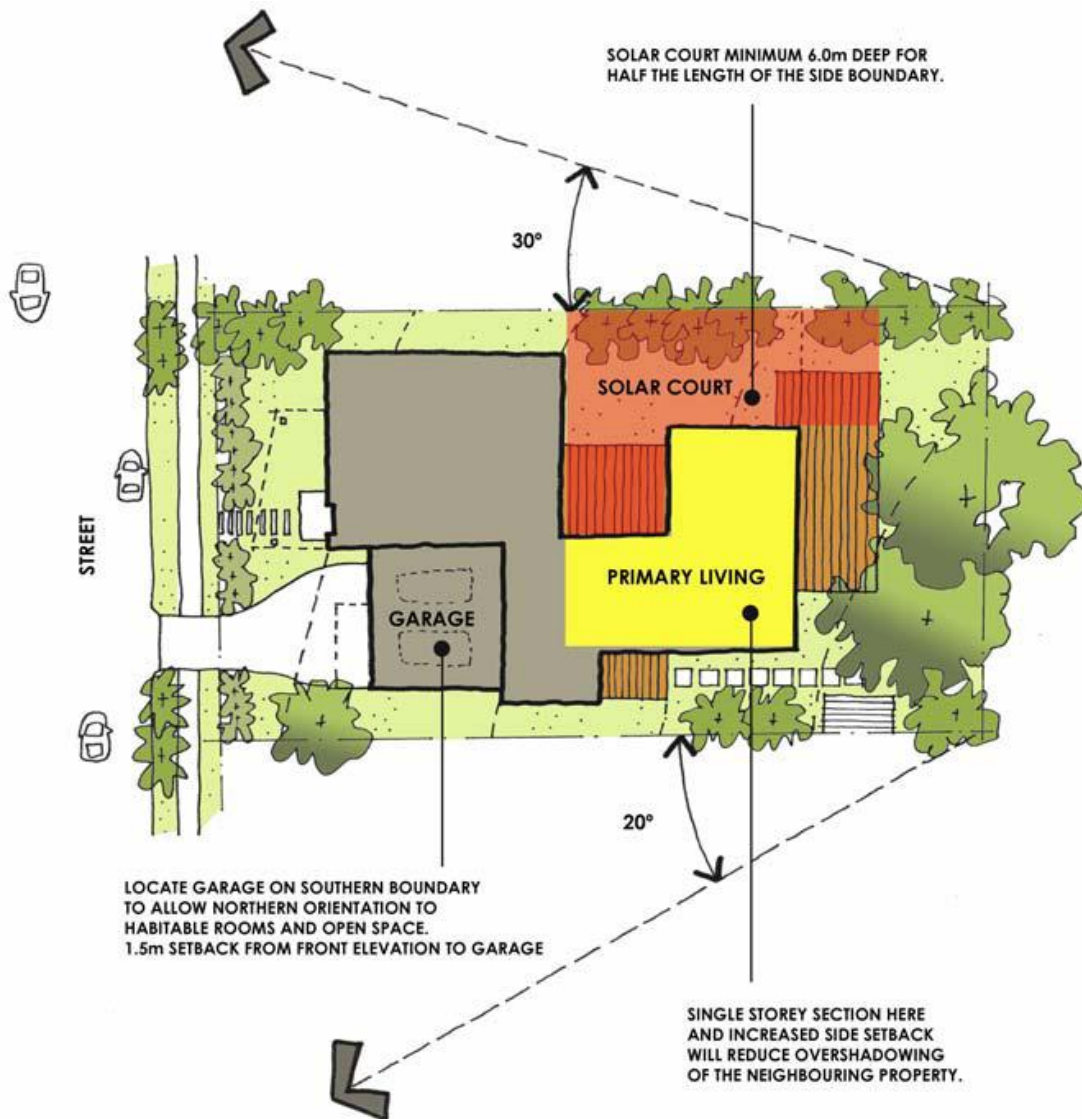 SOLAR COURT MINIMUM 6.0m DEEP FOR
HALF THE LENGTH OF THE SIDE BOUNDARY.
30°
SOLAR COURT
STREET
PRIMARY LIVING
GARAGE
20°
LOCATE GARAGE ON SOUTHERN BOUNDARY
TO ALLOW NORTHERN ORIENTATION TO
HABITABLE ROOMS AND OPEN SPACE.
1.5m SETBACK FROM FRONT ELEVATION TO GARAGE
SINGLE STOREY SECTION HERE
AND INCREASED SIDE SETBACK
WILL REDUCE OVERSHADOWING
OF THE NEIGHBOURING PROPERTY.